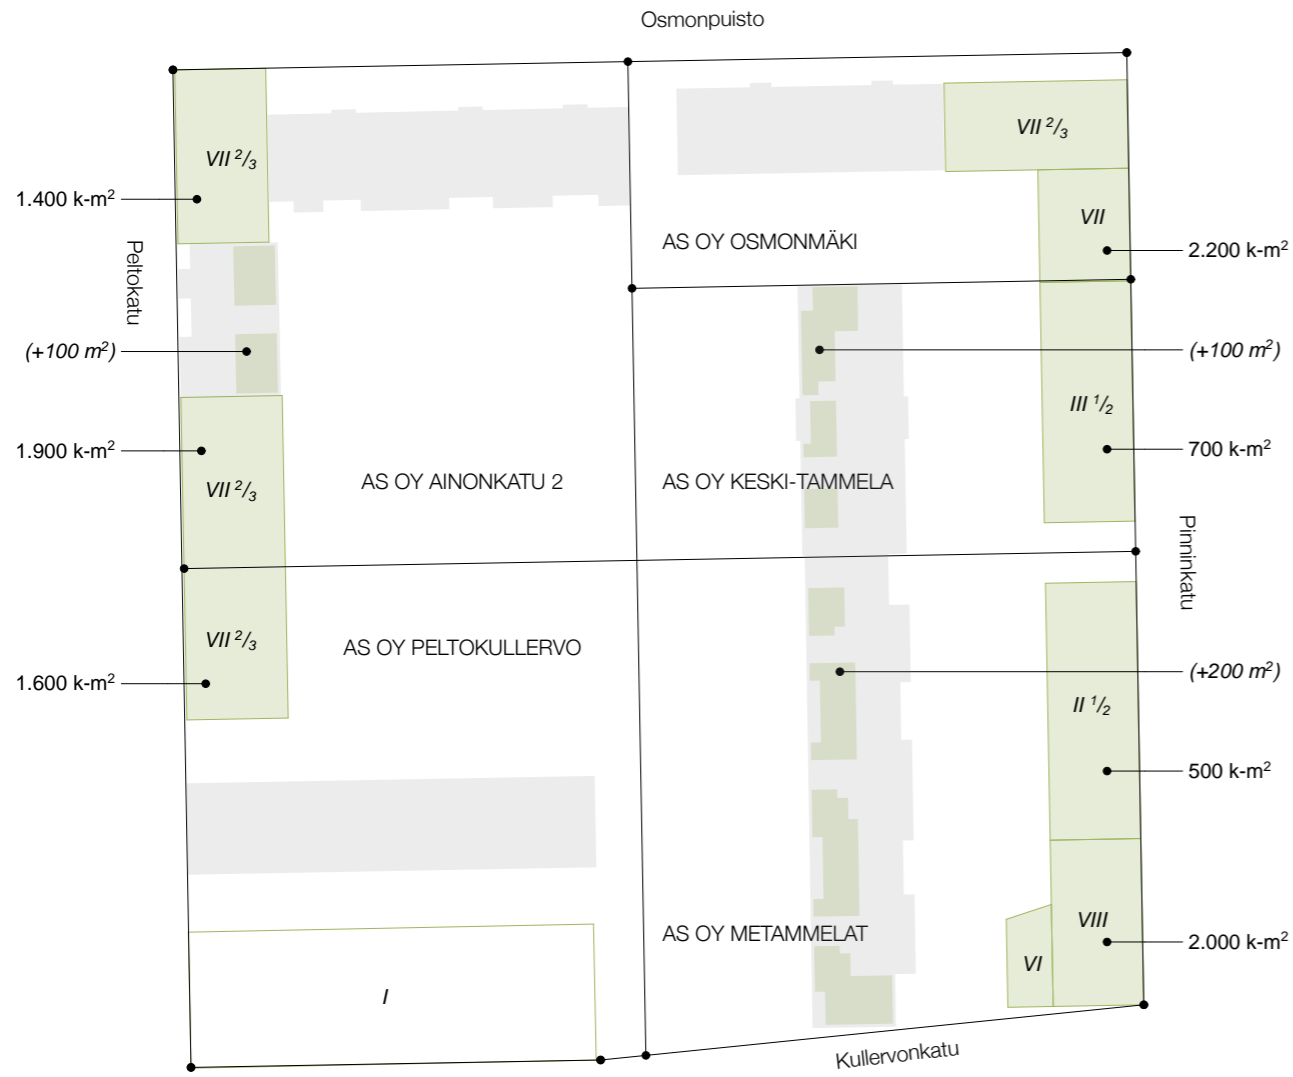 Osmonpuisto
VII 2/3
VII 2/3
1.400 k-m²
VII
AS OY OSMONMÄKI
2.200 k-m²
Peltokatu
(+100 m²)
(+100 m²)
III 1/2
1.900 k-m²
700 k-m²
VII 2/3
AS OY AINONKATU 2
AS OY KESKI-TAMMELA
Pinninkatu
VII 2/3
AS OY PELTOKULLERVO
1.600 k-m²
(+200 m²)
II 1/2
500 k-m²
AS OY METAMMELAT
VIII
2.000 k-m²
VI
I
Kullervonkatu